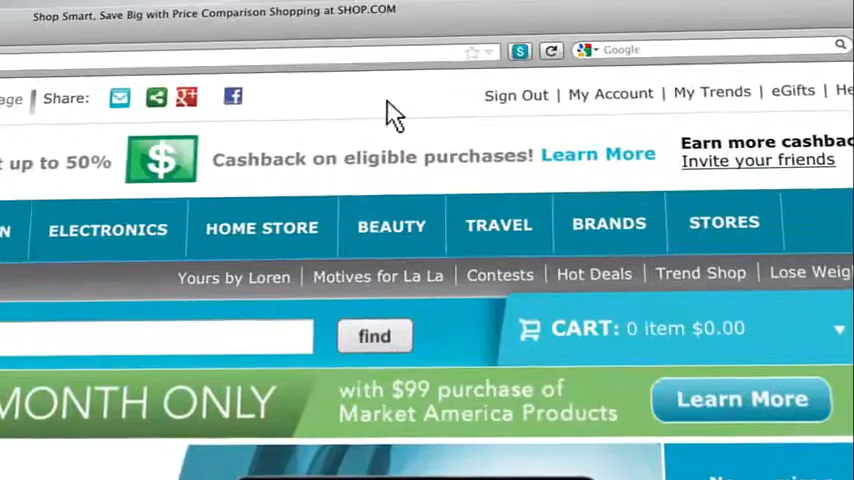 Shop Smart, Save Big with Price Comparison Shopping at SHOP.COM
S
Google
Share:
g+
f
Sign Out | My Account | My Trends | eGifts |
up to 50%
$
Cashback on eligible purchases! Learn More
Earn more cashback
Invite your friends
ELECTRONICS
HOME STORE
BEAUTY
TRAVEL
BRANDS
STORES
Yours by Loren | Motives for La La | Contests | Hot Deals | Trend Shop | Lose
find
CART: 0 item $0.00
MONTH ONLY
with $99 purchase of
Market America Products
Learn More